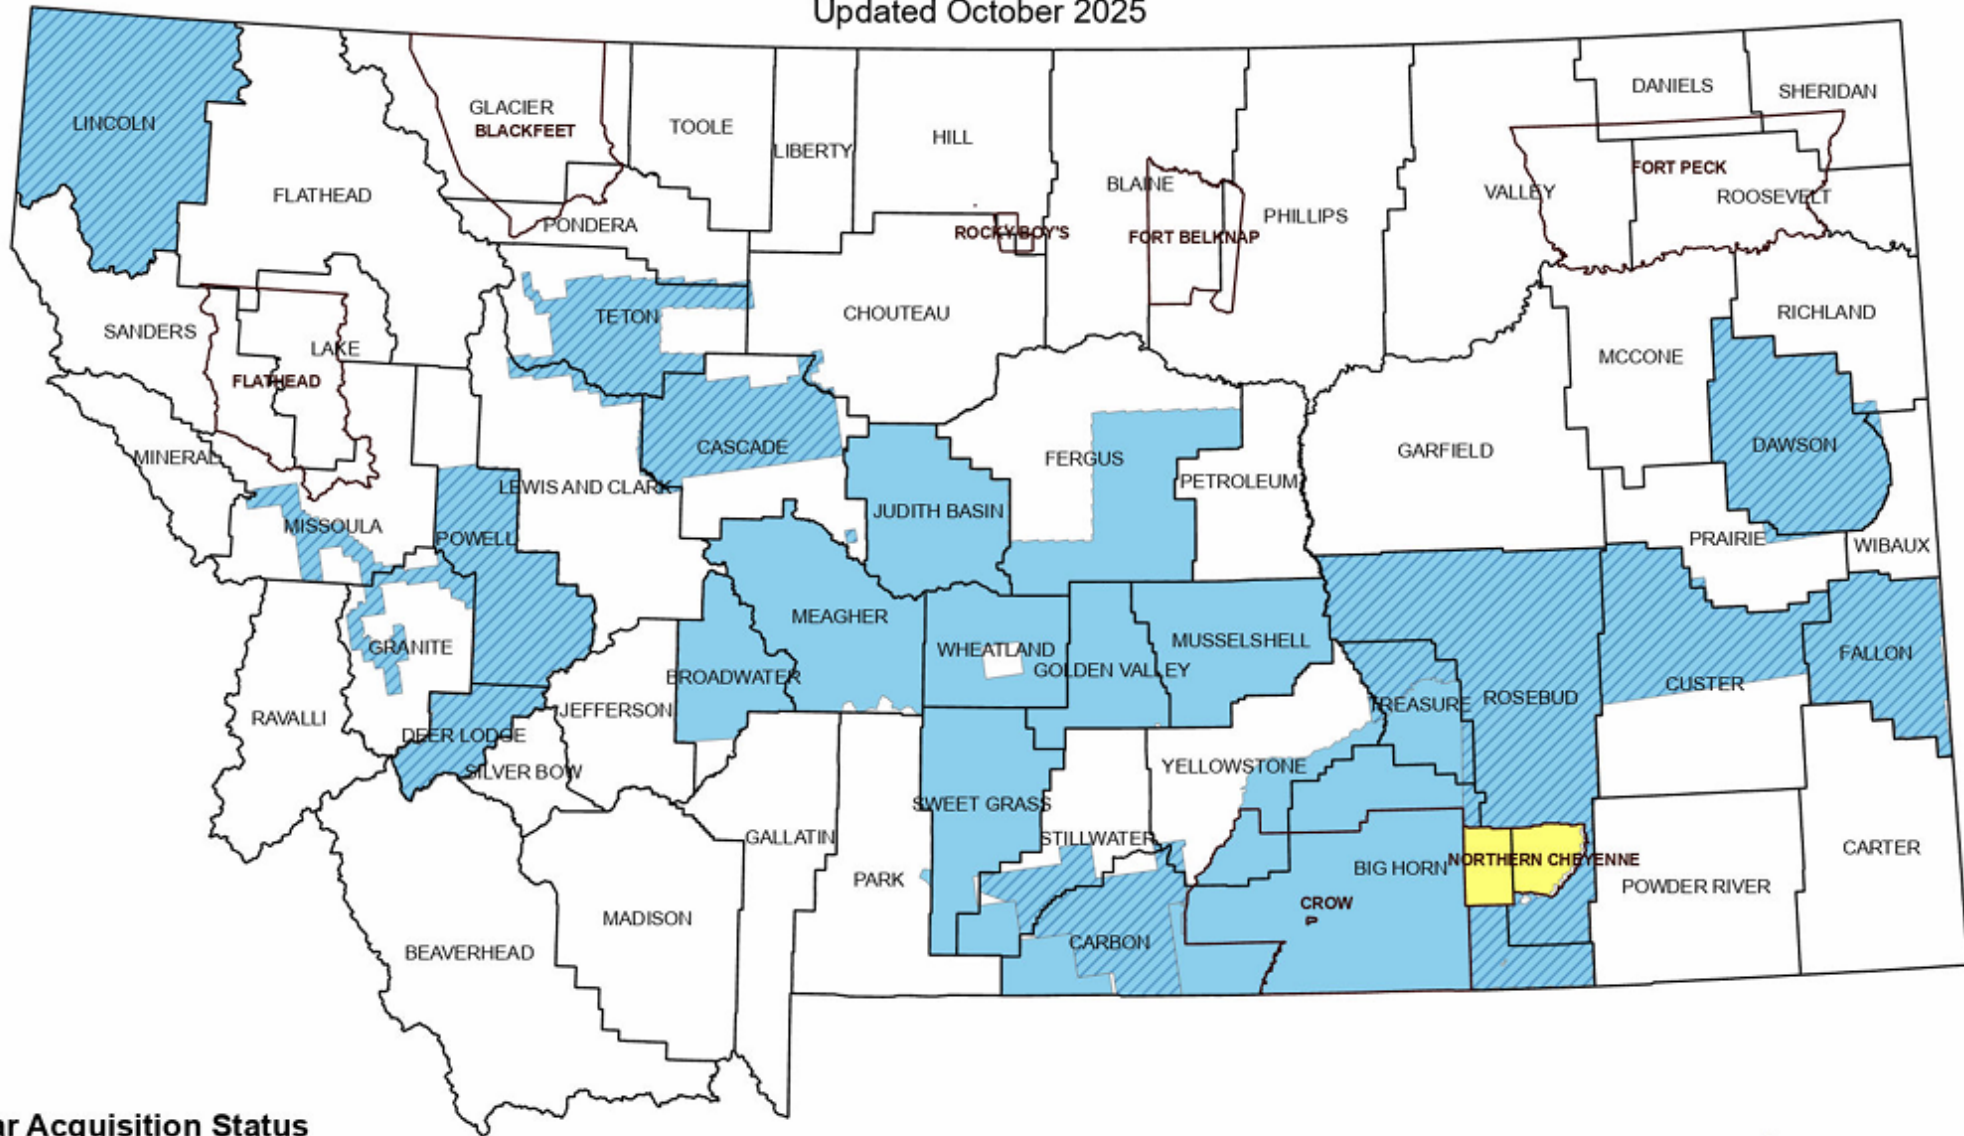 Updated October 2025
LINCOLN
GLACIER
BLACKFEET
TOOLE
LIBERTY
HILL
DANIELS
SHERIDAN
FLATHEAD
BLAINE
PHILLIPS
VALLEY
FORT PECK
ROOSEVELT
PONDERA
ROCKY BOY'S
FORT BELKNAP
SANDERS
LAKE
FLATHEAD
TETON
CHOUTEAU
RICHLAND
MCCONE
MINERAL
LEWIS AND CLARK
CASCADE
JUDITH BASIN
FERGUS
PETROLEUM
GARFIELD
DAWSON
MISSOULA
POWELL
PRAIRIE
WIBAUX
GRANITE
MEAGHER
WHEATLAND
GOLDEN VALLEY
MUSSELSHELL
BROADWATER
RAVALLI
JEFFERSON
TREASURE
ROSEBUD
CUSTER
FALLON
DEER LODGE
SILVER BOW
YELLOWSTONE
SWEET GRASS
GALLATIN
STILLWATER
PARK
BIG HORN
NORTHERN CHEYENNE
POWDER RIVER
CARTER
MADISON
CROW
CARBON
BEAVERHEAD
Acquisition Status